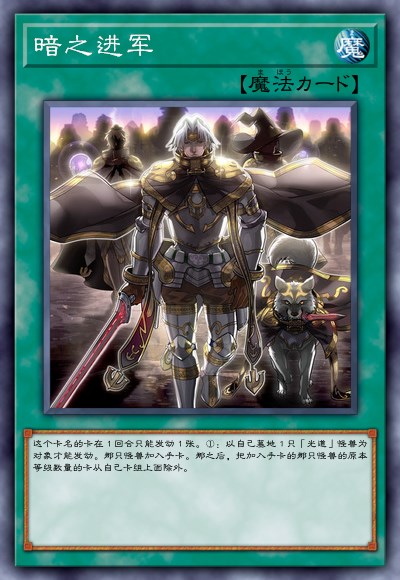 暗之进军
魔
【魔法カード】
まほう
这个卡名的卡在1回合只能发动1张。①：以自己墓地1只「光道」怪兽为
对象才能发动。那只怪兽加入手卡。那之后，把加入手卡的那只怪兽的原本
等级数量的卡从自己卡组上面除外。